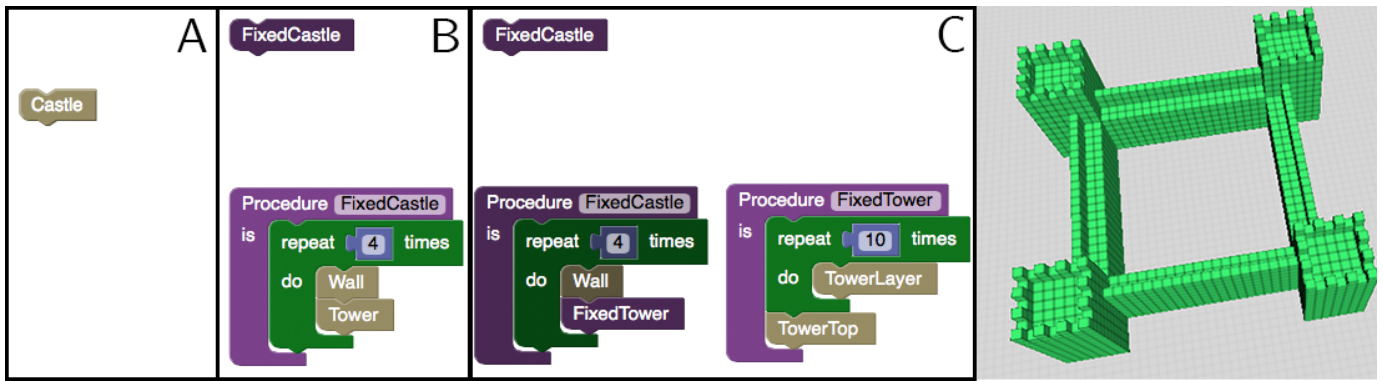 A
Castle
B
FixedCastle
Procedure FixedCastle
is
repeat 4 times
do Wall
Tower
C
FixedCastle
Procedure FixedCastle
is
repeat 4 times
do Wall
FixedTower
Procedure FixedTower
is
repeat 10 times
do TowerLayer
TowerTop